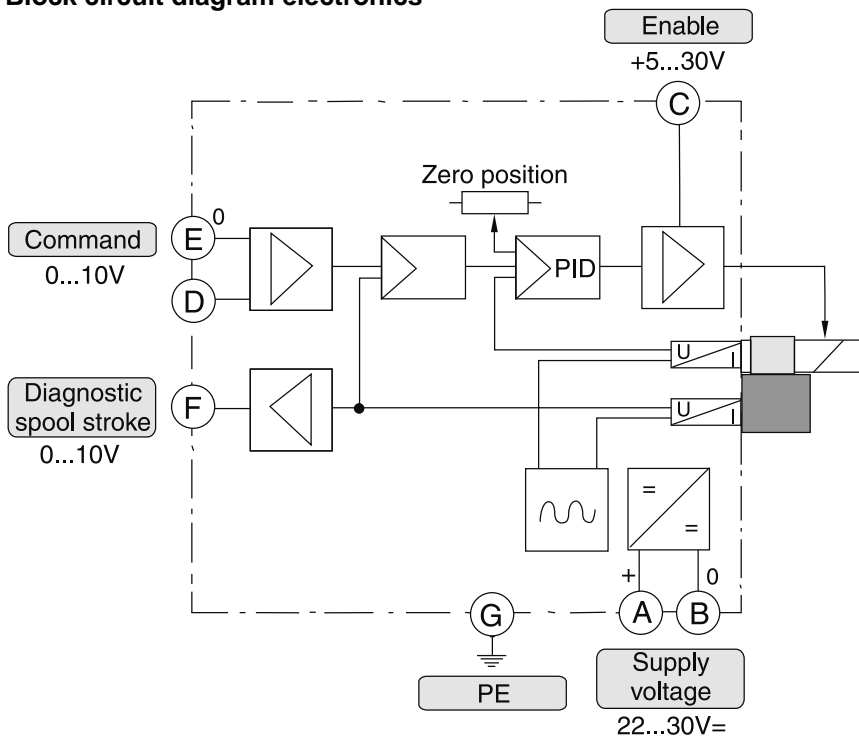 Block circuit diagram electronics
Enable
+5...30V
C
Zero position
E
0
Command
0...10V
D
PID
U
I
Diagnostic
spool stroke
0...10V
F
U
I
=
=
+
0
G
A
B
PE
Supply
voltage
22...30V=